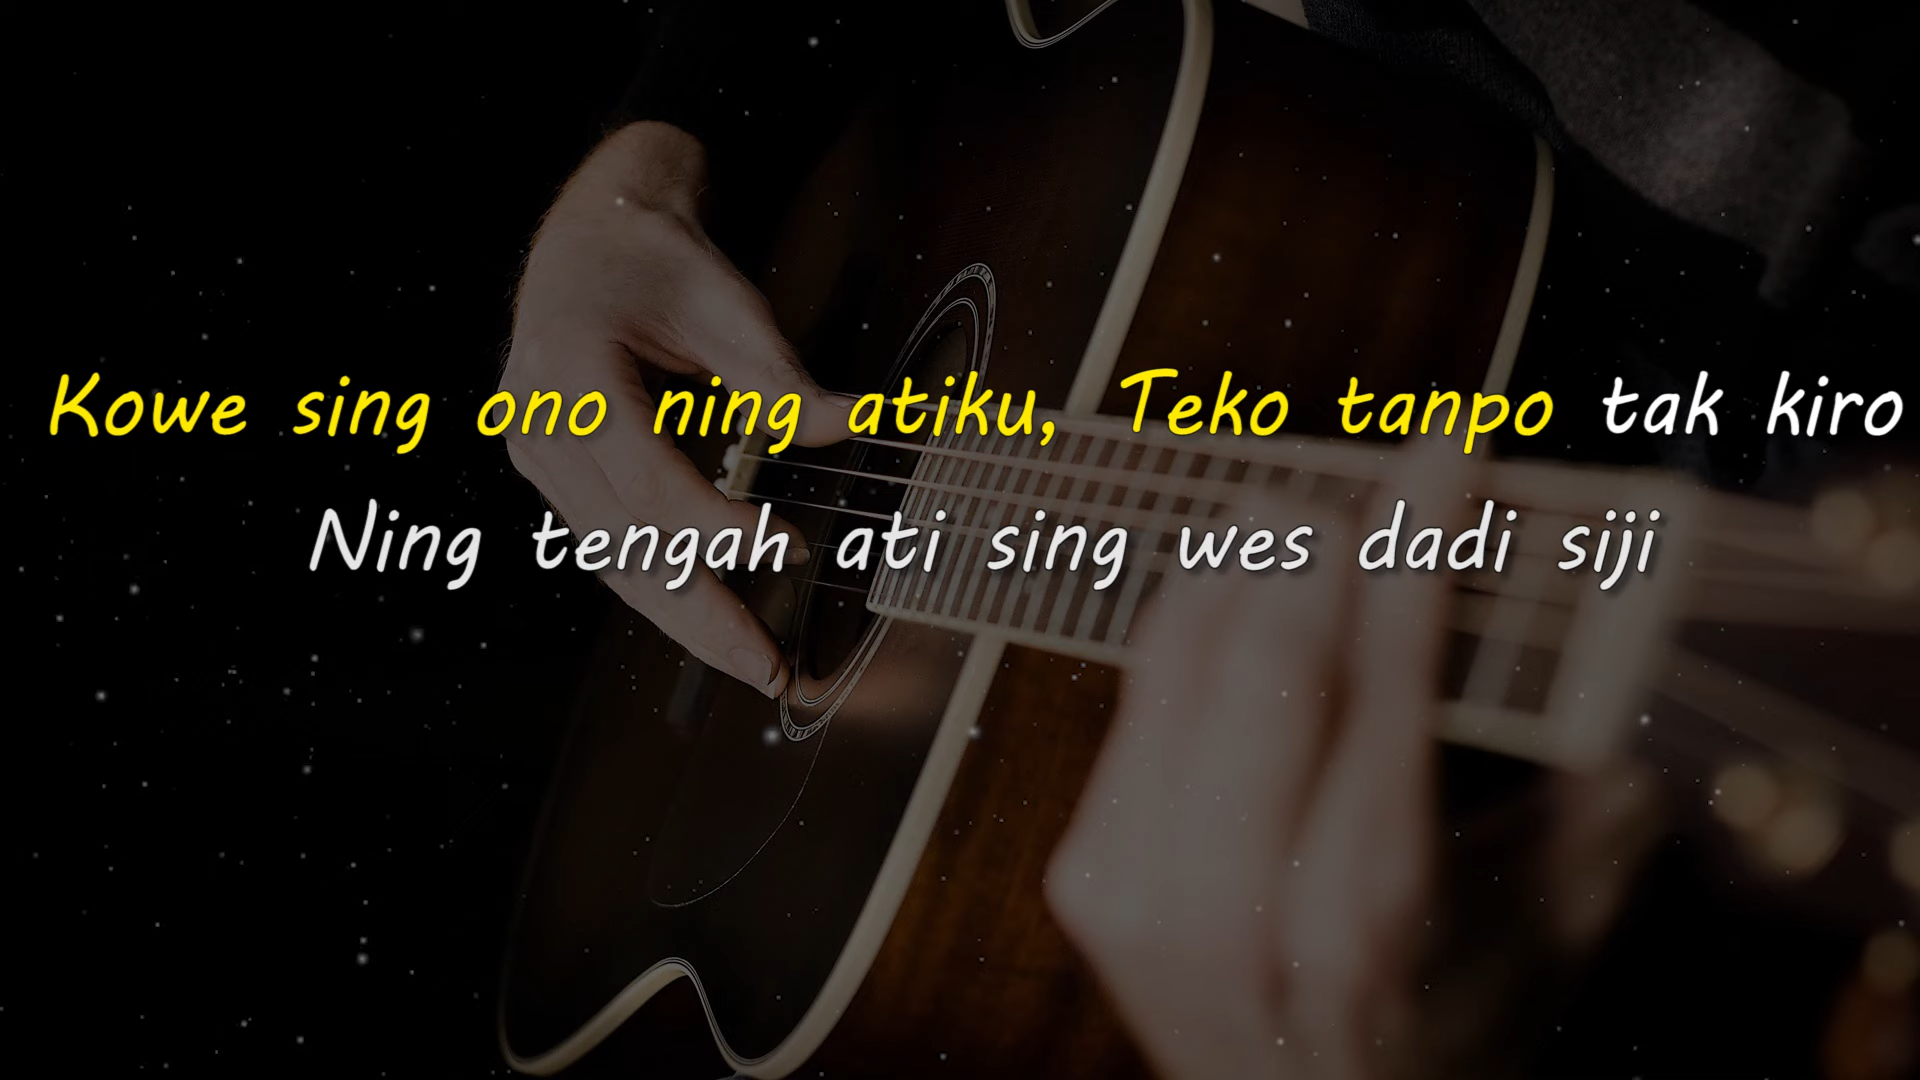 Kowe sing ono ning atiku, Teko tanpo tak kiro
Ning tengah ati sing wes dadi siji